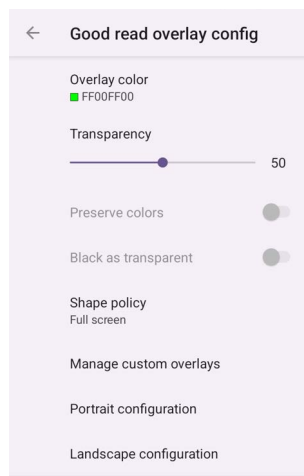 Good read overlay config
Overlay color
FF00FF00
Transparency
50
Preserve colors
Black as transparent
Shape policy
Full screen
Manage custom overlays
Portrait configuration
Landscape configuration